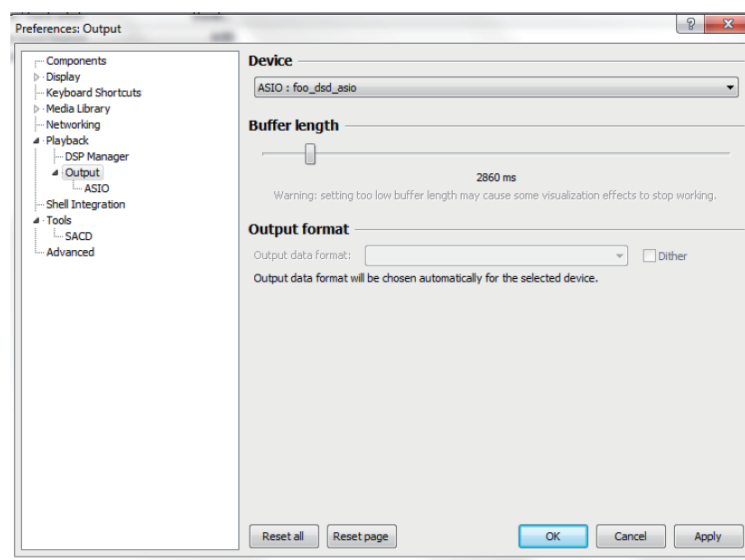 Preferences: Output
Components
Display
Keyboard Shortcuts
Media Library
Networking
Playback
DSP Manager
Output
ASIO
Shell Integration
Tools
SACD
Advanced
Device
ASIO : foo_dsd_asio
Buffer length
2860 ms
Warning: setting too low buffer length may cause some visualization effects to stop working.
Output format
Output data format:
Dither
Output data format will be chosen automatically for the selected device.
Reset all
Reset page
OK
Cancel
Apply